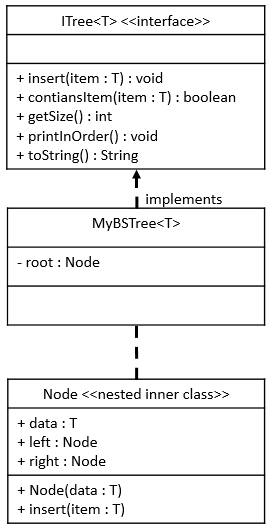 ITree<T> <<interface>>
+ insert(item : T) : void
+ contiansItem(item : T) : boolean
+ getSize() : int
+ printInOrder() : void
+ toString() : String
implements
MyBSTree<T>
- root : Node
Node <<nested inner class>>
+ data : T
+ left : Node
+ right : Node
+ Node(data : T)
+ insert(item : T)